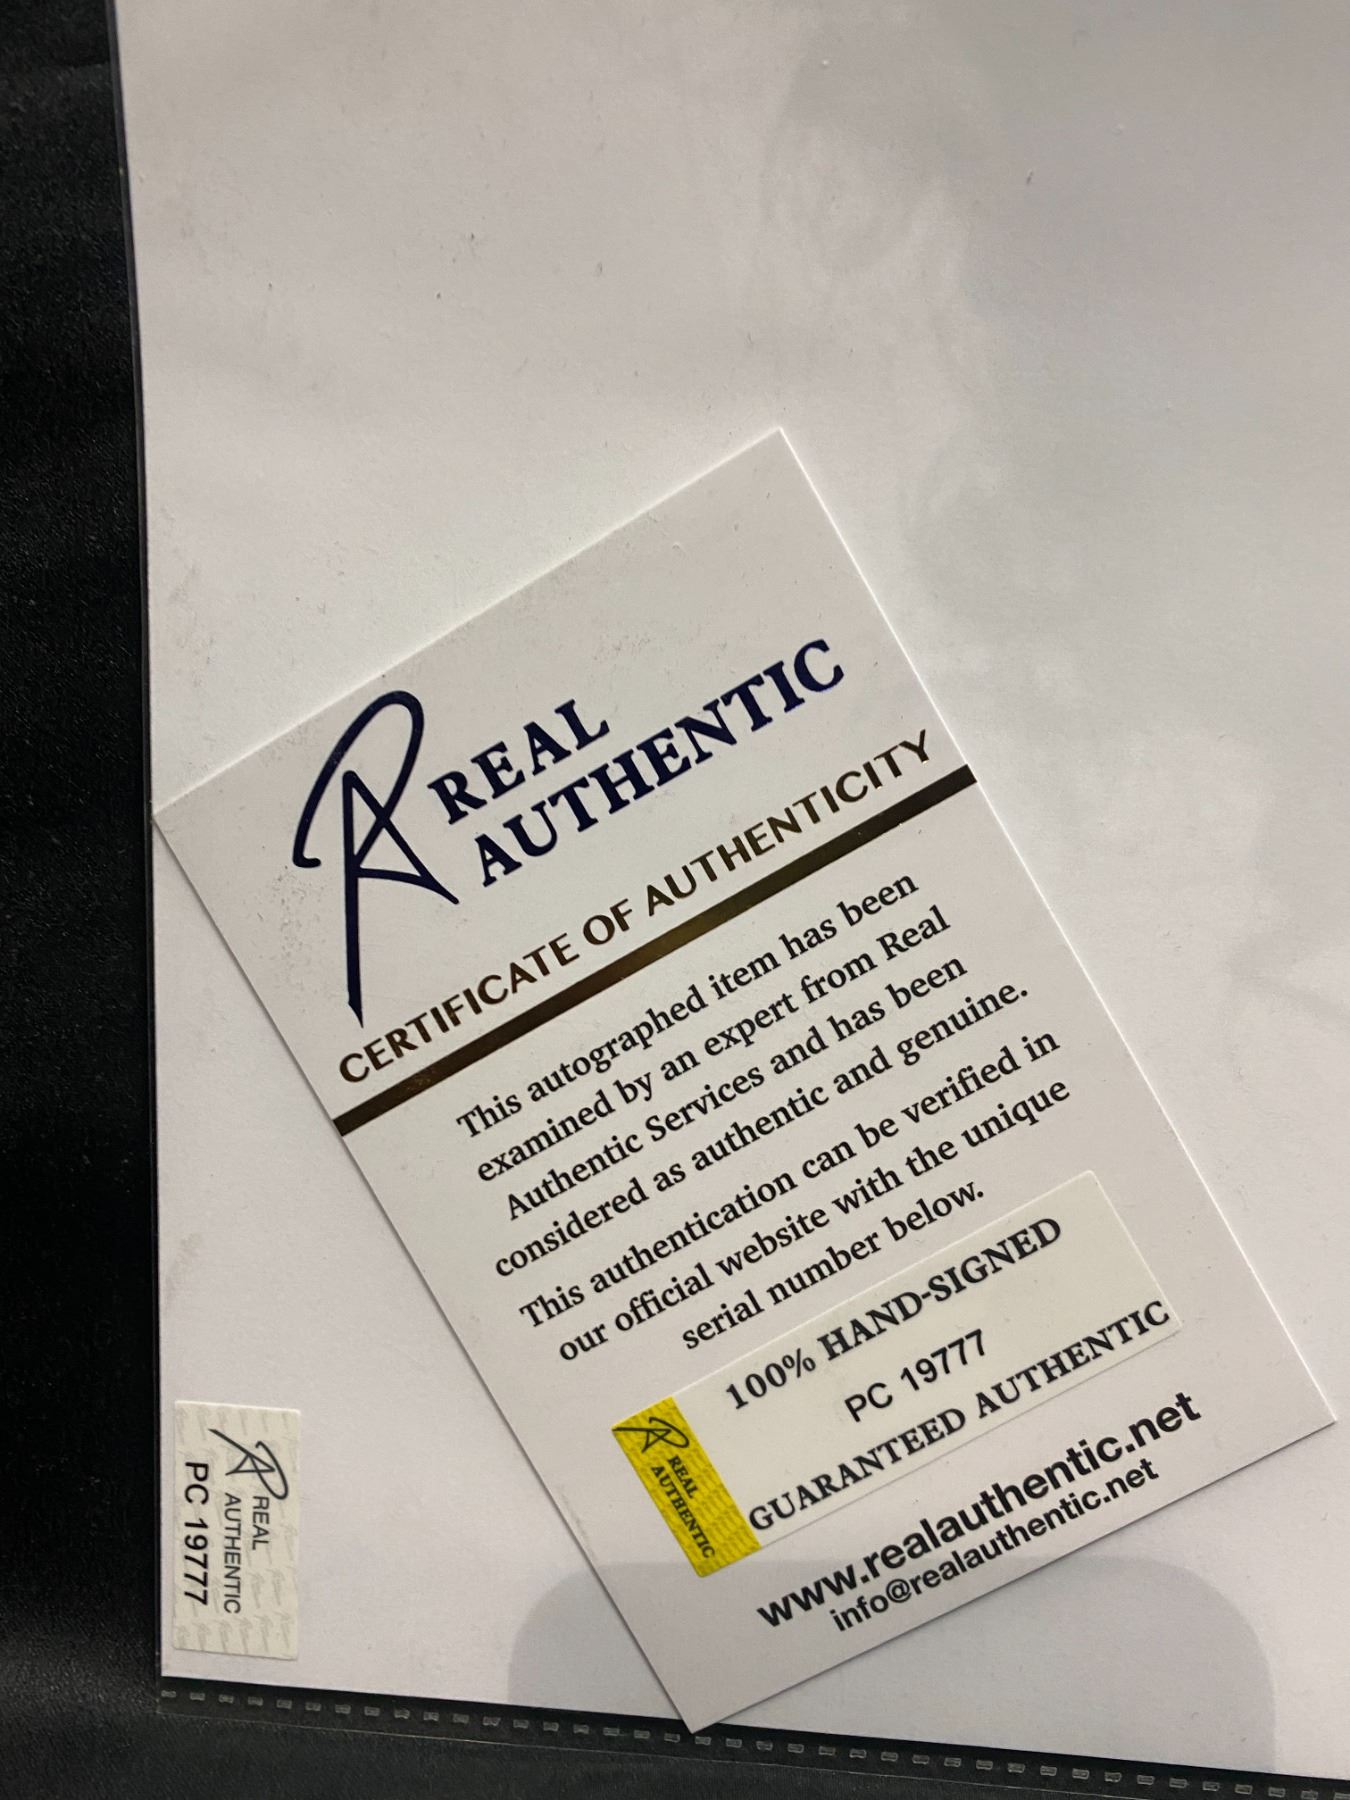 REAL
AUTHENTIC
CERTIFICATE OF AUTHENTICITY
This autographed item has been
examined by an expert from Real
Authentic Services and has been
considered as authentic and genuine.
This authentication can be verified in
our official website with the unique
serial number below.
REAL
AUTHENTIC
100% HAND-SIGNED
PC 19777
GUARANTEED AUTHENTIC
www.realauthentic.net
info@realauthentic.net
REAL
AUTHENTIC
PC 19777